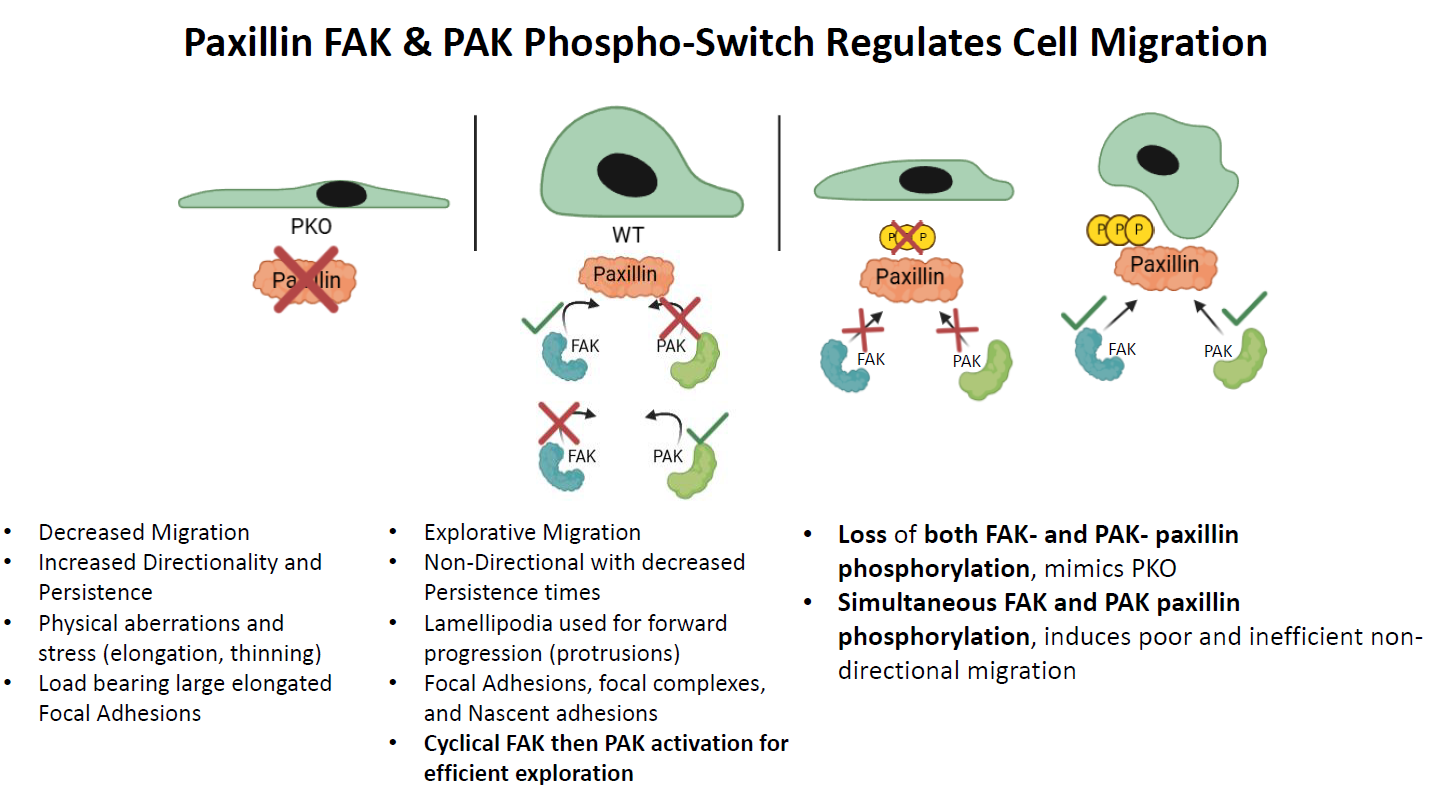 Paxillin FAK & PAK Phospho-Switch Regulates Cell Migration
PKO
Paxillin
WT
Paxillin
FAK
PAK
FAK
PAK
P P
Paxillin
FAK
PAK
P P P
Paxillin
FAK
PAK
• Decreased Migration
• Increased Directionality and
Persistence
• Physical aberrations and
stress (elongation, thinning)
• Load bearing large elongated
Focal Adhesions
• Explorative Migration
• Non-Directional with decreased
Persistence times
• Lamellipodia used for forward
progression (protrusions)
• Focal Adhesions, focal complexes,
and Nascent adhesions
• Cyclical FAK then PAK activation for
efficient exploration
• Loss of both FAK- and PAK- paxillin
phosphorylation, mimics PKO
• Simultaneous FAK and PAK paxillin
phosphorylation, induces poor and inefficient non-
directional migration